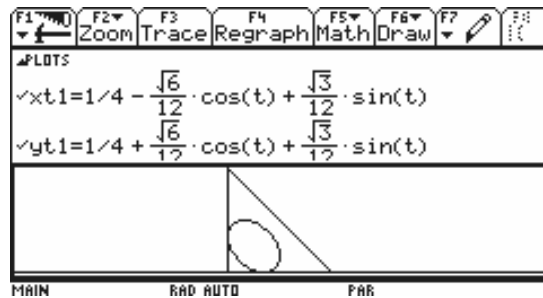 F1 F2 Zoom F3 Trace F4 Regraph F5 Math F6 Draw F7
PLOTS
✓xt1=1/4 - √6/12·cos(t) + √3/12·sin(t)
✓yt1=1/4 + √6/12·cos(t) + √3/12·sin(t)
MAIN RAD AUTO PAR